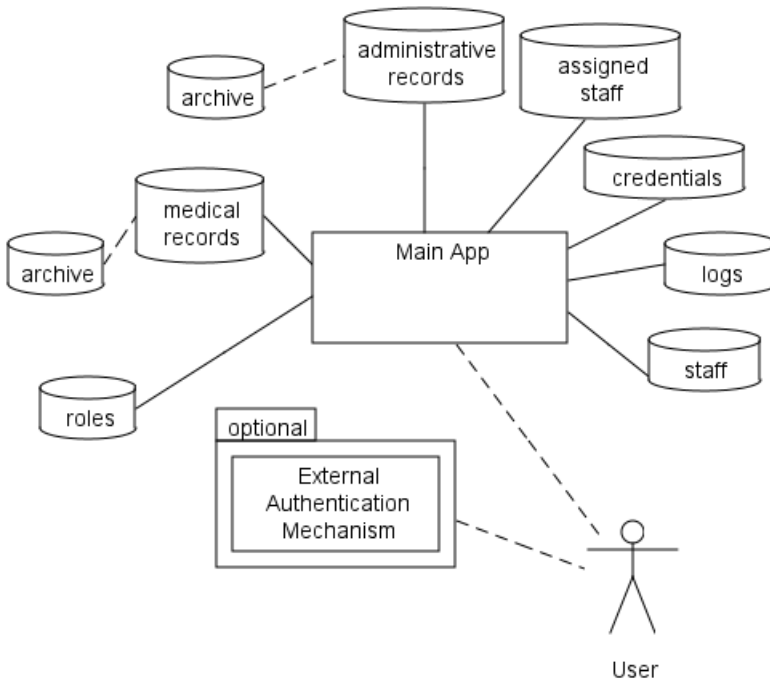 administrative
records
assigned
staff
archive
credentials
medical
records
Main App
archive
logs
staff
roles
optional
External
Authentication
Mechanism
User